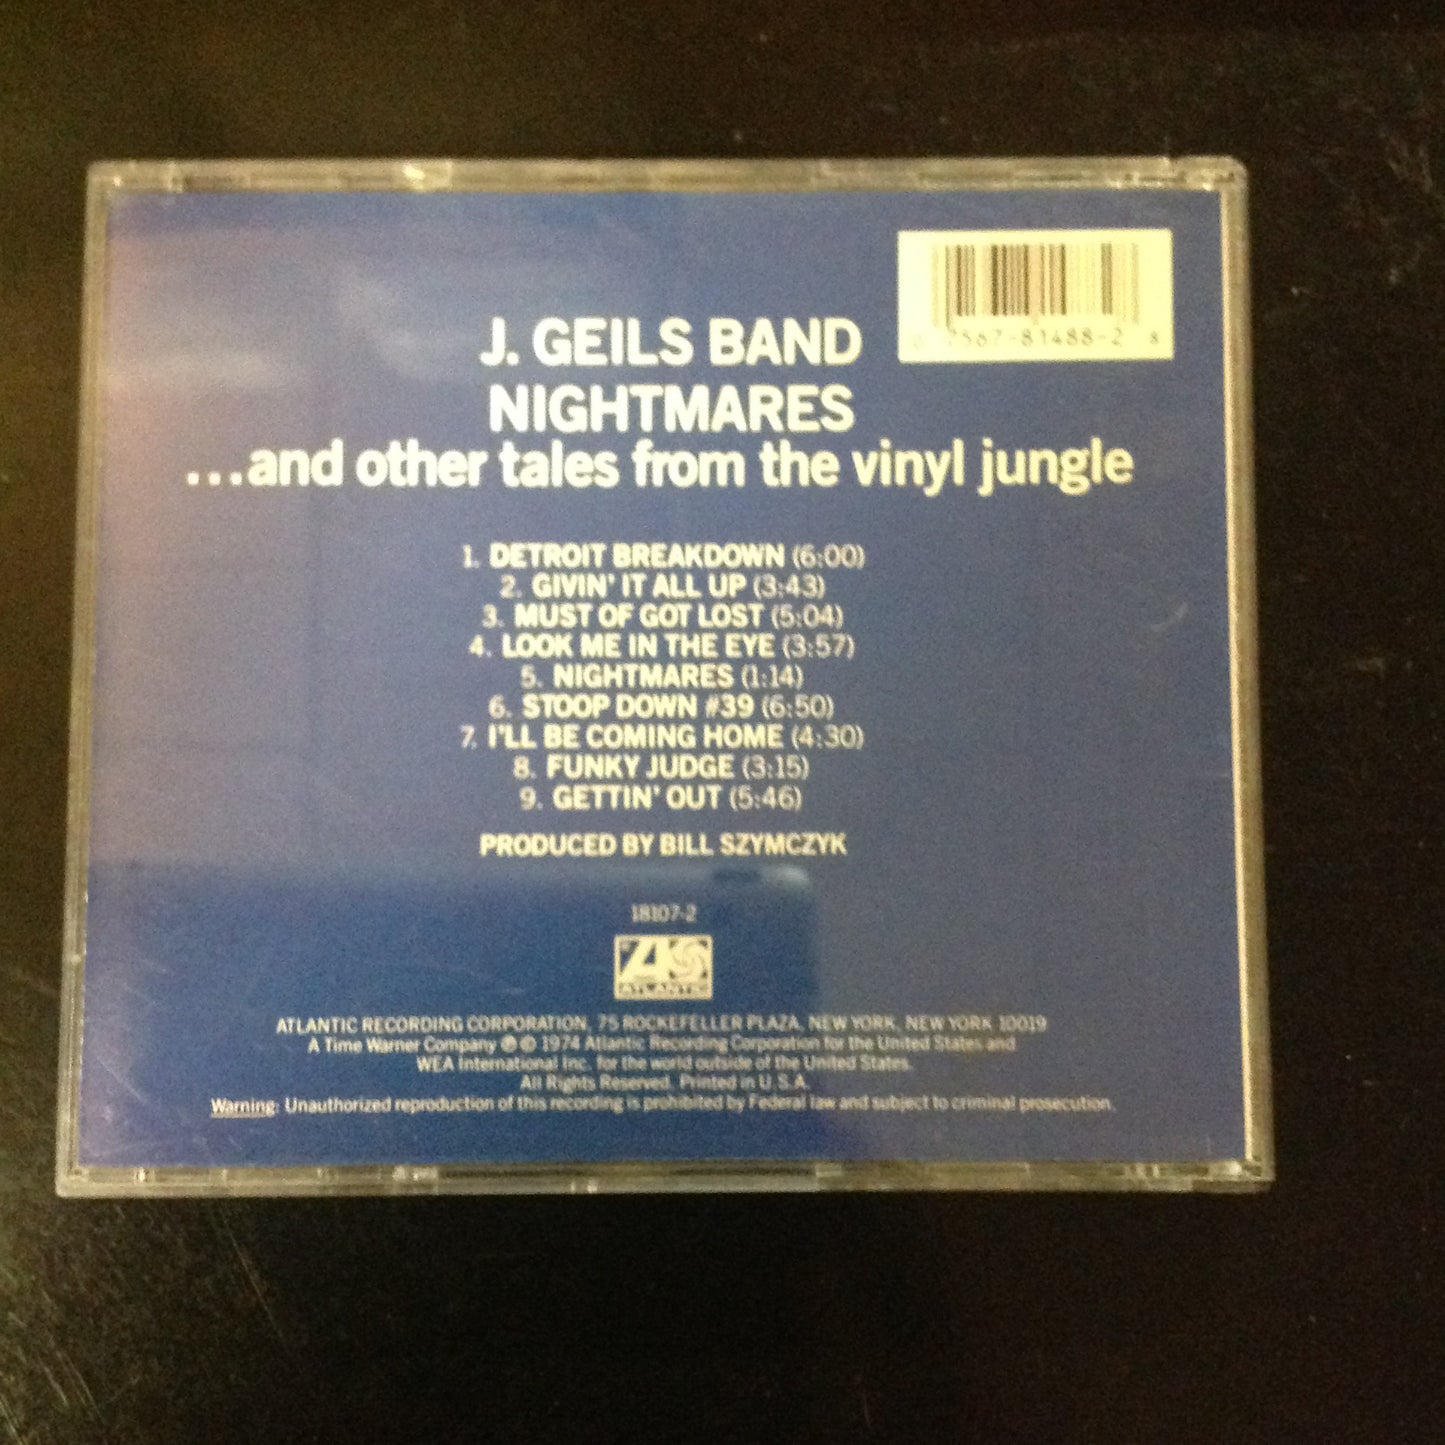 7567-81488-2 8
J. GEILS BAND
NIGHTMARES
...and other tales from the vinyl jungle
1. DETROIT BREAKDOWN (6:00)
2. GIVIN' IT ALL UP (3:43)
3. MUST OF GOT LOST (5:04)
4. LOOK ME IN THE EYE (3:57)
5. NIGHTMARES (1:14)
6. STOOP DOWN #39 (6:50)
7. I'LL BE COMING HOME (4:30)
8. FUNKY JUDGE (3:15)
9. GETTIN' OUT (5:46)
PRODUCED BY BILL SZYMCZYK
18107-2
ATLANTIC
ATLANTIC RECORDING CORPORATION, 75 ROCKEFELLER PLAZA, NEW YORK, NEW YORK 10019
A Time Warner Company ℗ © 1974 Atlantic Recording Corporation for the United States and
WEA International Inc. for the world outside of the United States.
All Rights Reserved. Printed in U.S.A.
Warning: Unauthorized reproduction of this recording is prohibited by Federal law and subject to criminal prosecution.